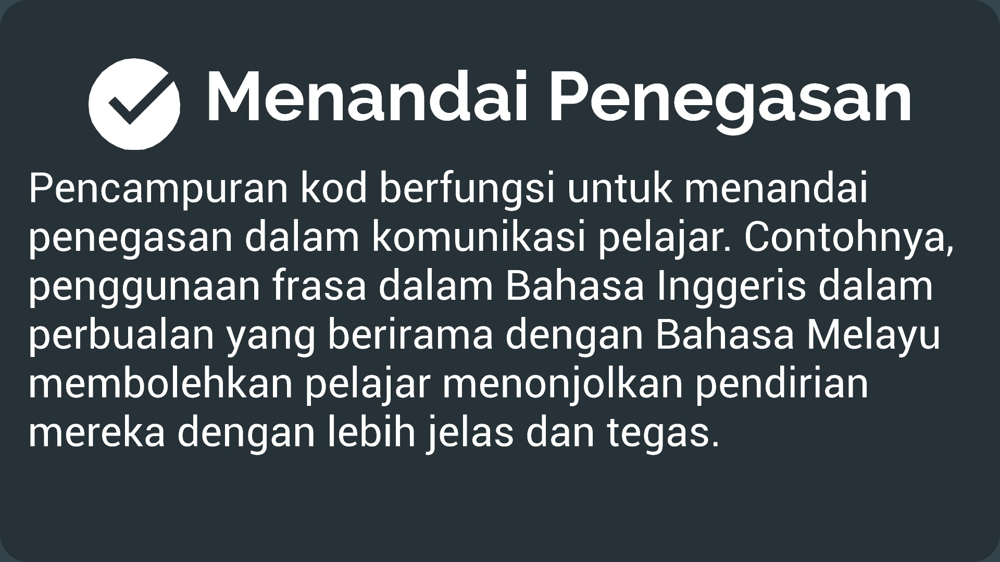 Menandai Penegasan
Pencampuran kod berfungsi untuk menandai
penegasan dalam komunikasi pelajar. Contohnya,
penggunaan frasa dalam Bahasa Inggeris dalam
perbualan yang berirama dengan Bahasa Melayu
membolehkan pelajar menonjolkan pendirian
mereka dengan lebih jelas dan tegas.